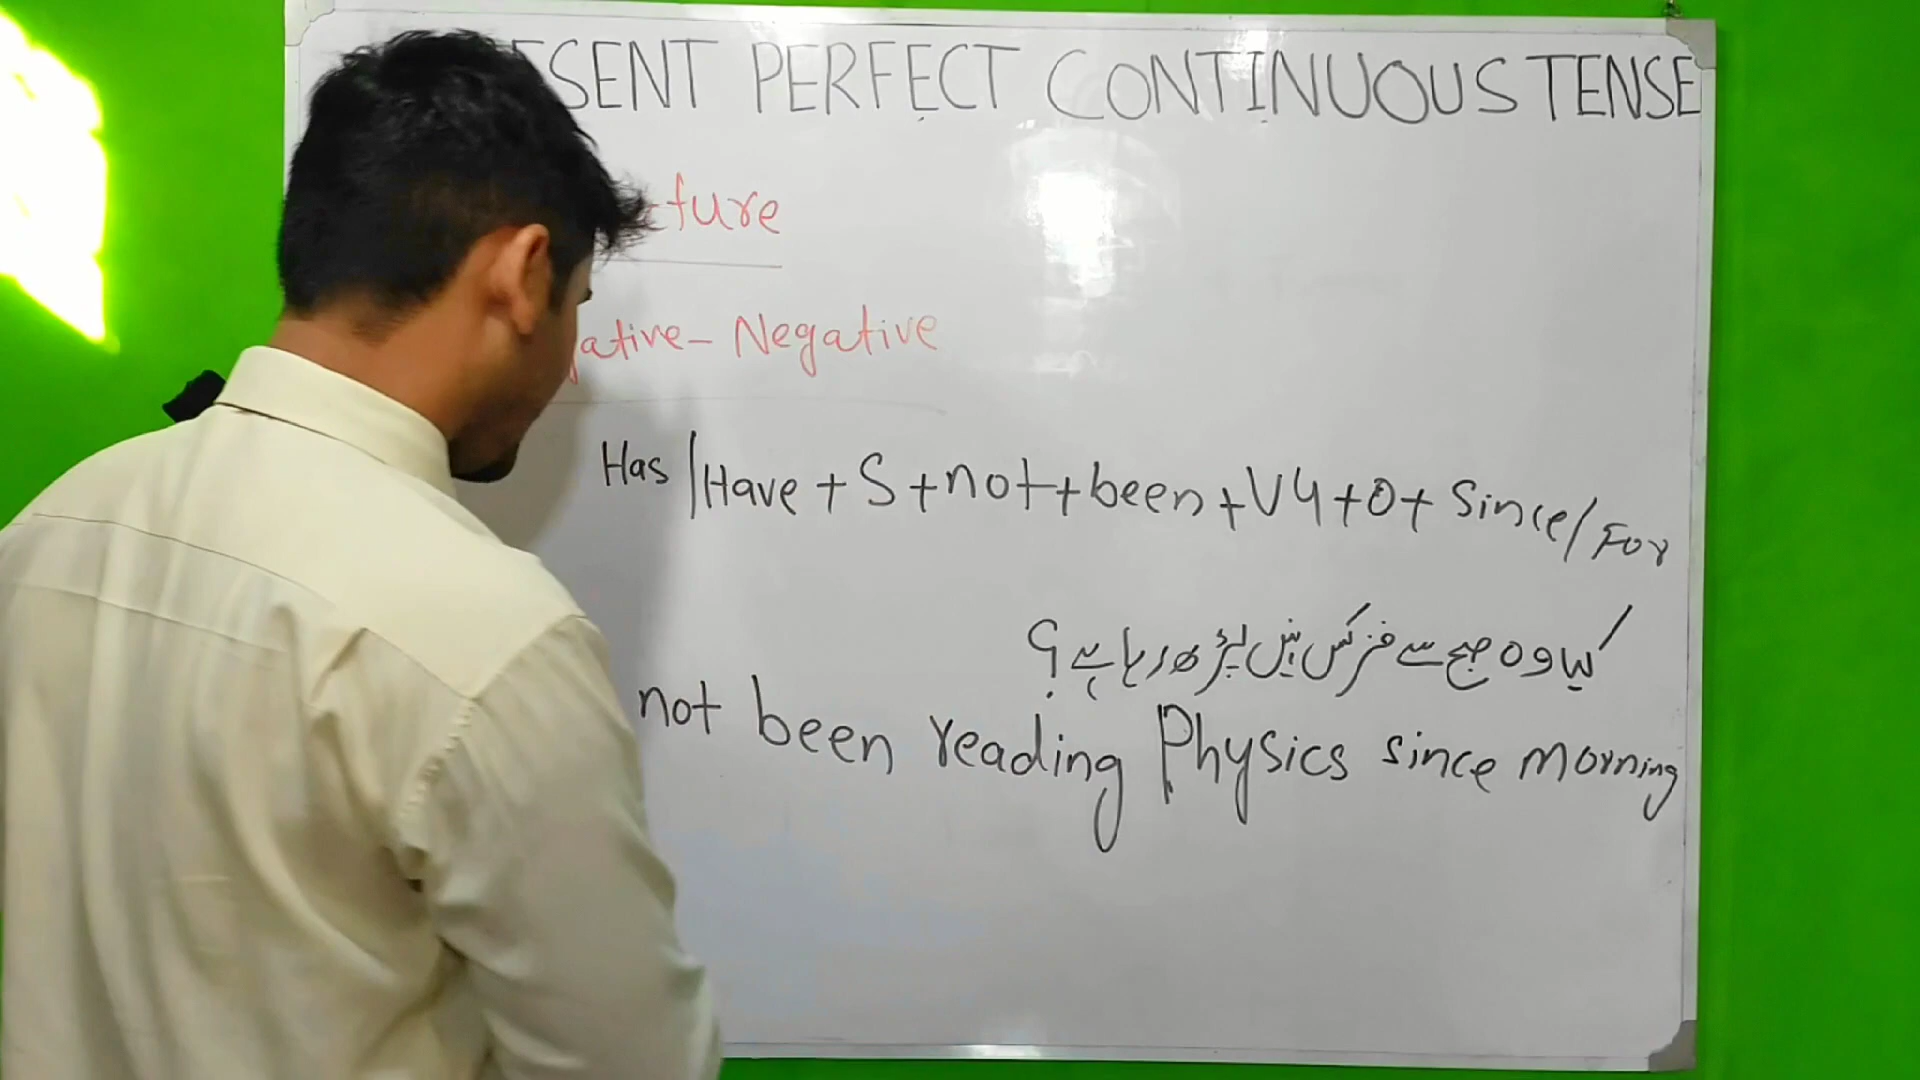 ESENT PERFECT CONTINUOUS TENSE
cture
ative - Negative
Has / Have + S + not + been + V4 + O + Since / For
کیا وہ صبح سے فزکس نہیں پڑھ رہا ہے؟
not been reading Physics since morning